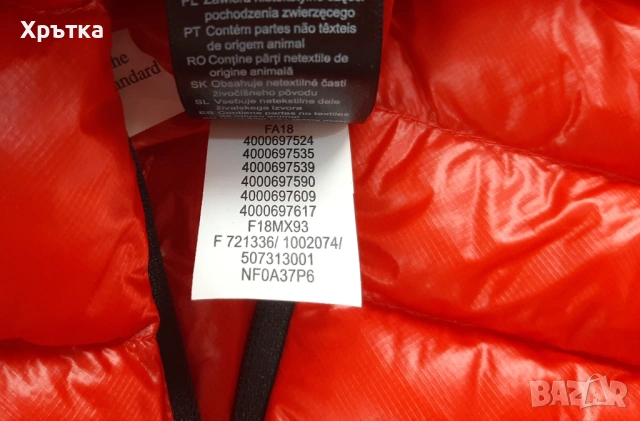 Хрътка
the
Standard
PL Zawiera nietekstylne części
pochodzenia zwierzęcego
PT Contém partes não têxteis
de origem animal
RO Conține părți netextile de
origine animală
SK Obsahuje netextilné časti
živočíšneho pôvodu
SL Vsebuje netekstilne dele
živalskega izvora
FA18
4000697524
4000697535
4000697539
4000697590
4000697609
4000697617
F18MX93
F 721336/ 1002074/
507313001
NF0A37P6
BAZAR